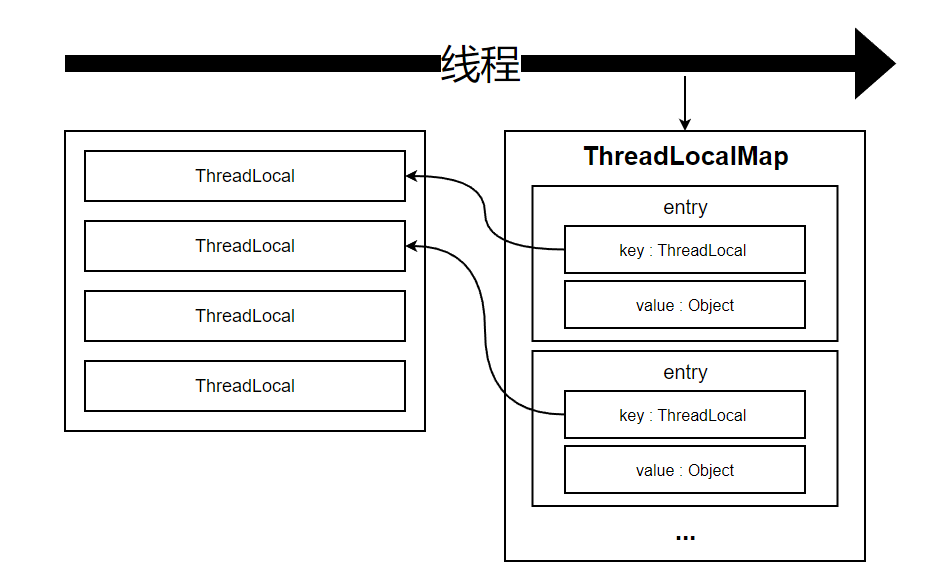 线程
ThreadLocal
ThreadLocal
ThreadLocal
ThreadLocal
ThreadLocalMap
entry
key : ThreadLocal
value : Object
entry
key : ThreadLocal
value : Object
...